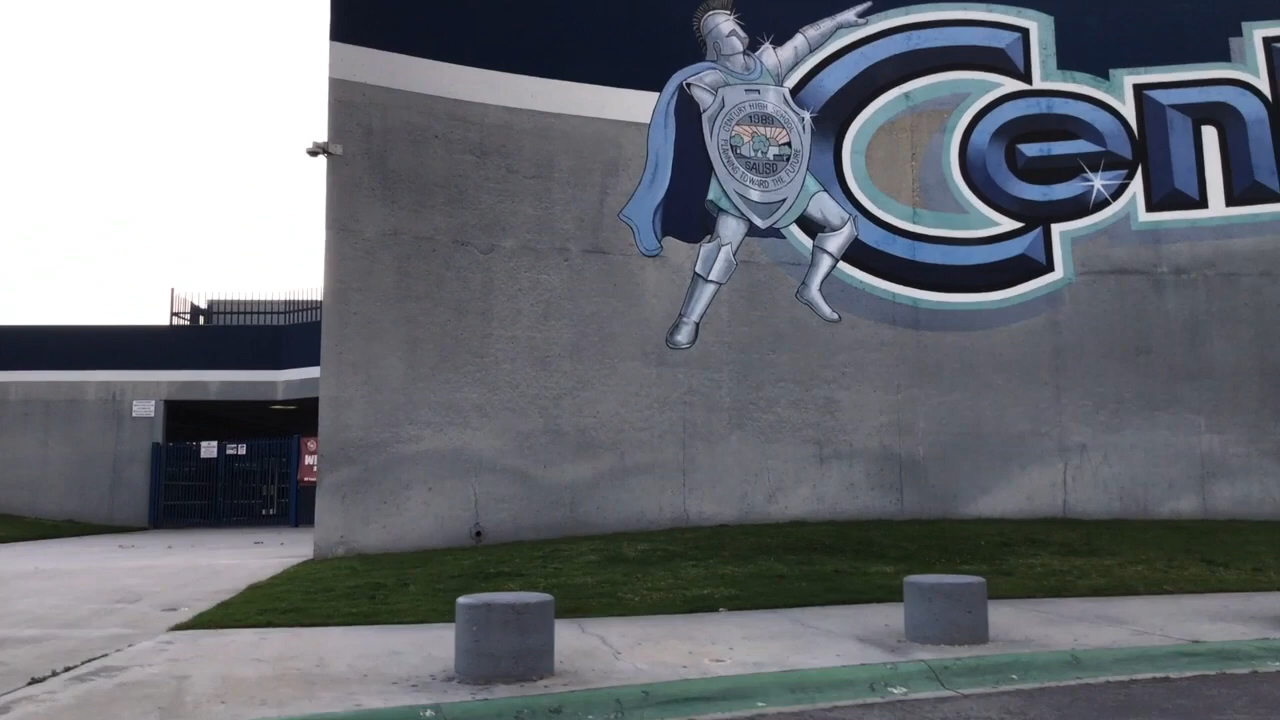 CENTURY HIGH SCHOOL
1989
SAUSD
PLANNING TOWARD THE FUTURE
Cen